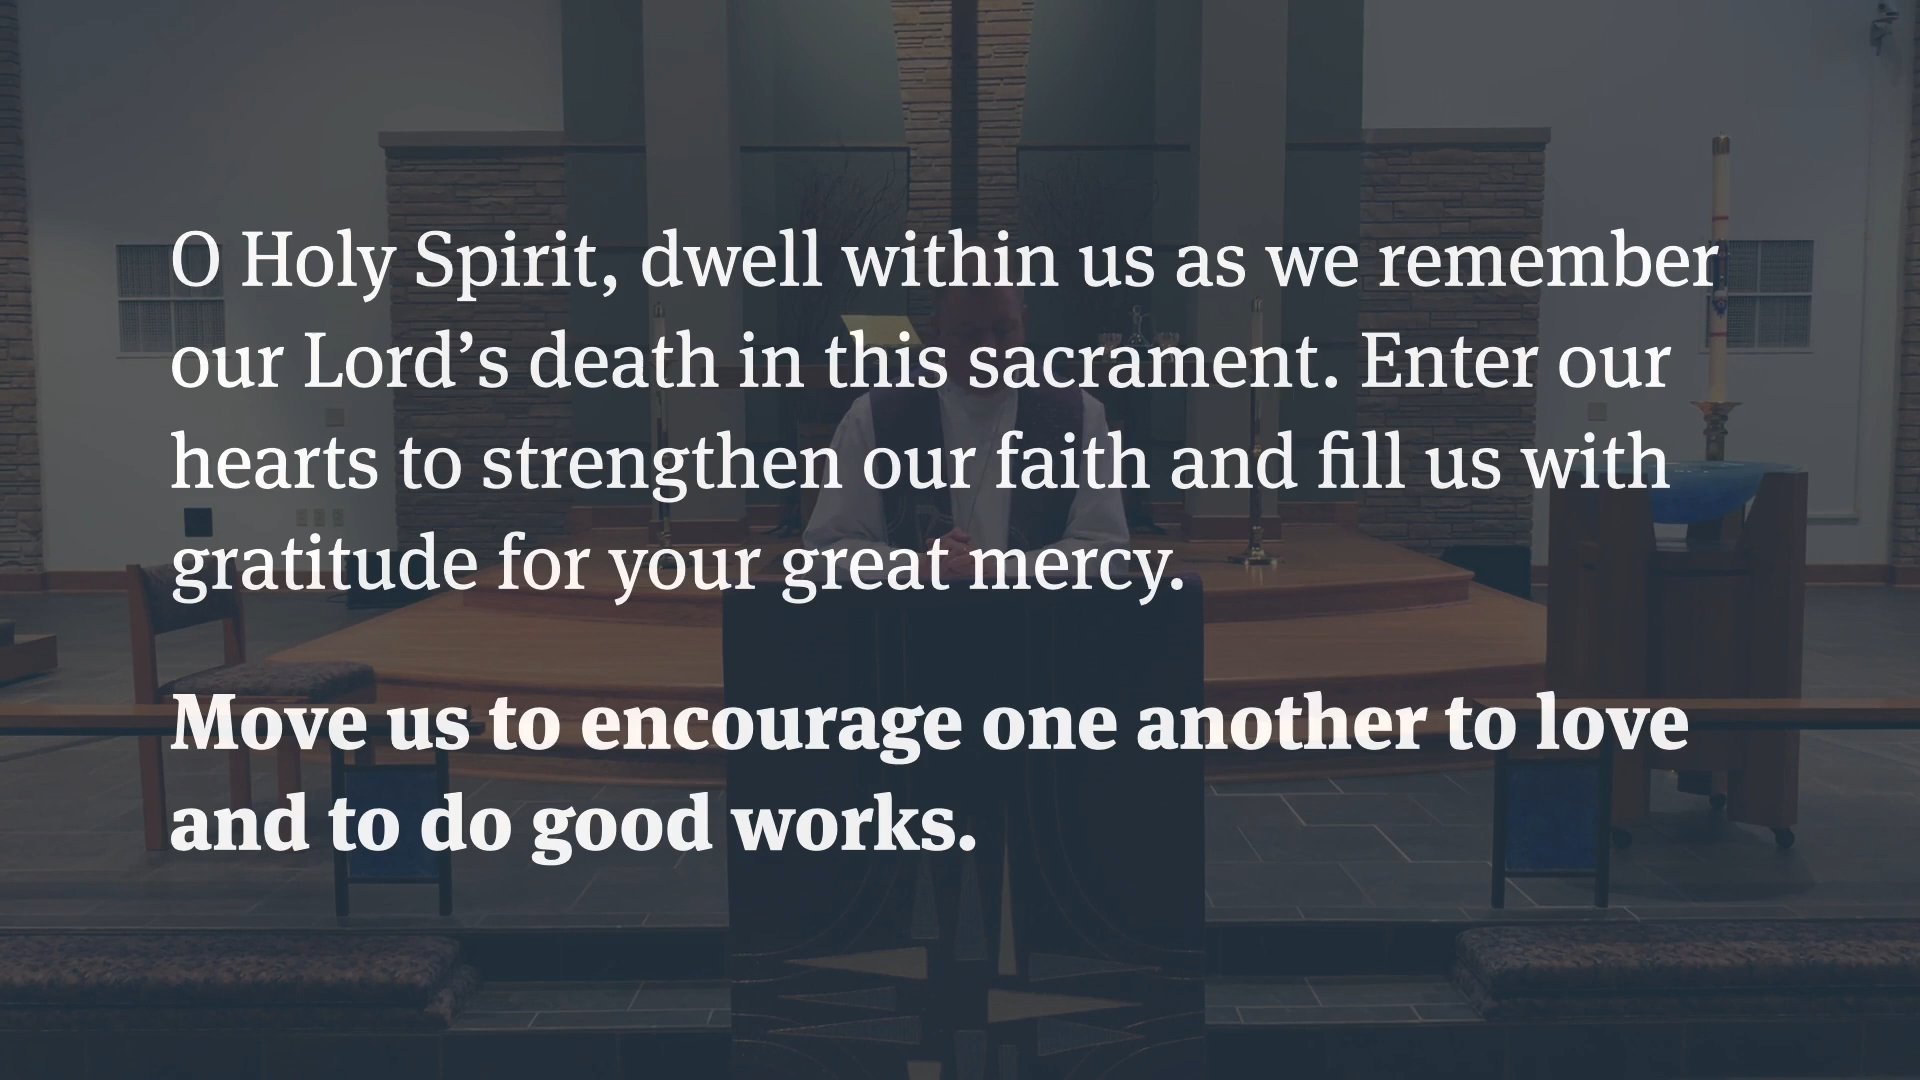 O Holy Spirit, dwell within us as we remember
our Lord’s death in this sacrament. Enter our
hearts to strengthen our faith and fill us with
gratitude for your great mercy.
Move us to encourage one another to love
and to do good works.